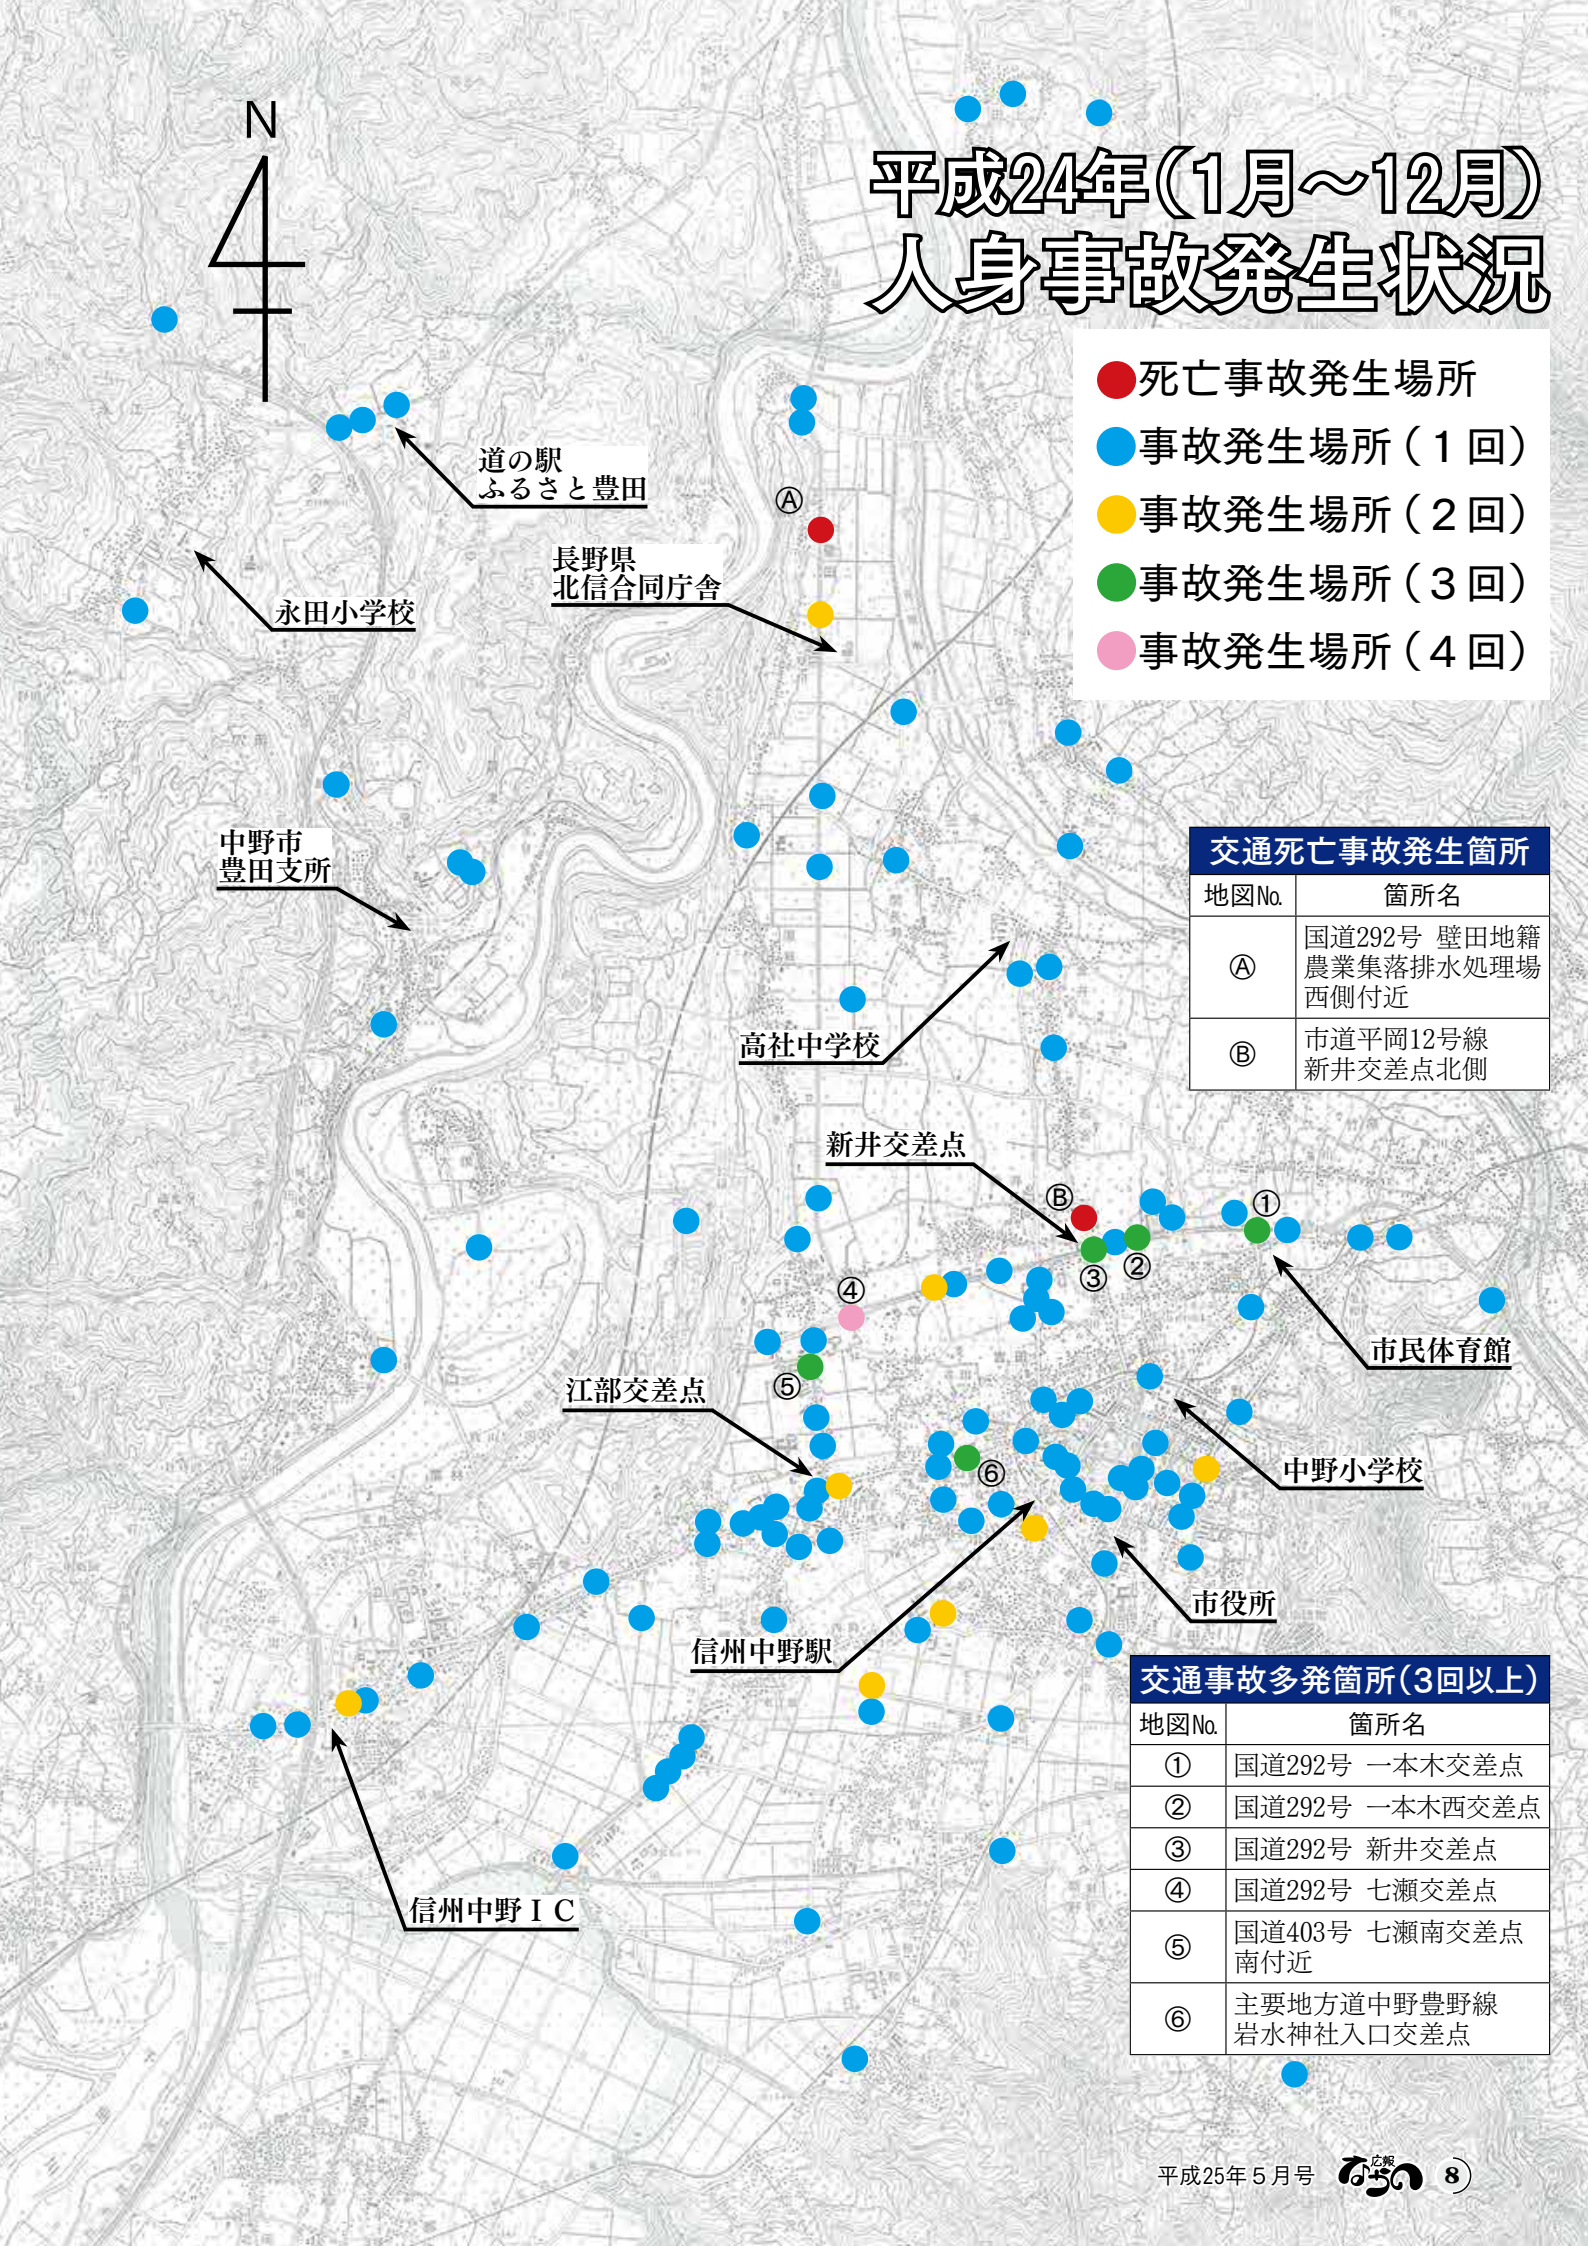 N
平成24年(1月～12月)
人身事故発生状況
死亡事故発生場所
事故発生場所(1回)
事故発生場所(2回)
事故発生場所(3回)
事故発生場所(4回)
道の駅
ふるさと豊田
Ⓐ
長野県
北信合同庁舎
永田小学校
中野市
豊田支所
交通死亡事故発生箇所
地図№ 箇所名
Ⓐ 国道292号 壁田地籍
農業集落排水処理場
西側付近
Ⓑ 市道平岡12号線
新井交差点北側
高社中学校
新井交差点
Ⓑ
①
②
③
④
市民体育館
⑤
江部交差点
⑥
中野小学校
市役所
信州中野駅
信州中野ＩＣ
交通事故多発箇所(3回以上)
地図№ 箇所名
① 国道292号 一本木交差点
② 国道292号 一本木西交差点
③ 国道292号 新井交差点
④ 国道292号 七瀬交差点
⑤ 国道403号 七瀬南交差点
南付近
⑥ 主要地方道中野豊野線
岩水神社入口交差点
平成25年5月号 広報なかの 8